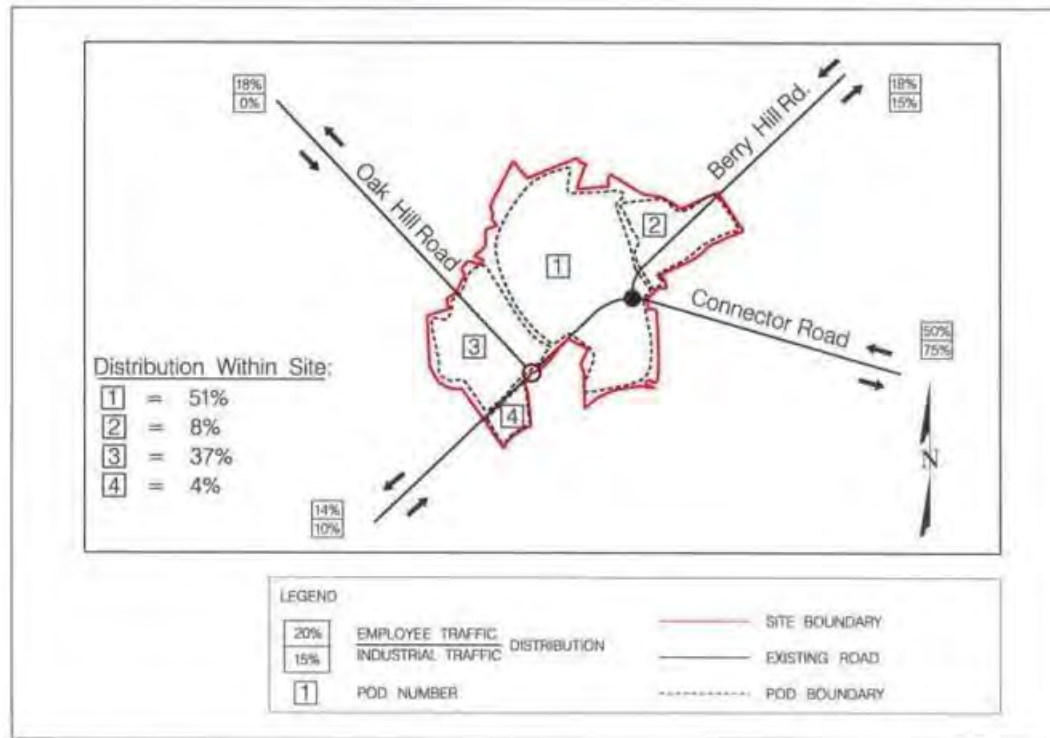 18%
0%
18%
15%
Berry Hill Rd.
Oak Hill Road
2
1
Connector Road
50%
75%
3
Distribution Within Site:
1 = 51%
2 = 8%
3 = 37%
4 = 4%
4
N
14%
10%
LEGEND
20% EMPLOYEE TRAFFIC
15% INDUSTRIAL TRAFFIC
DISTRIBUTION
1 POD NUMBER
SITE BOUNDARY
EXISTING ROAD
POD BOUNDARY